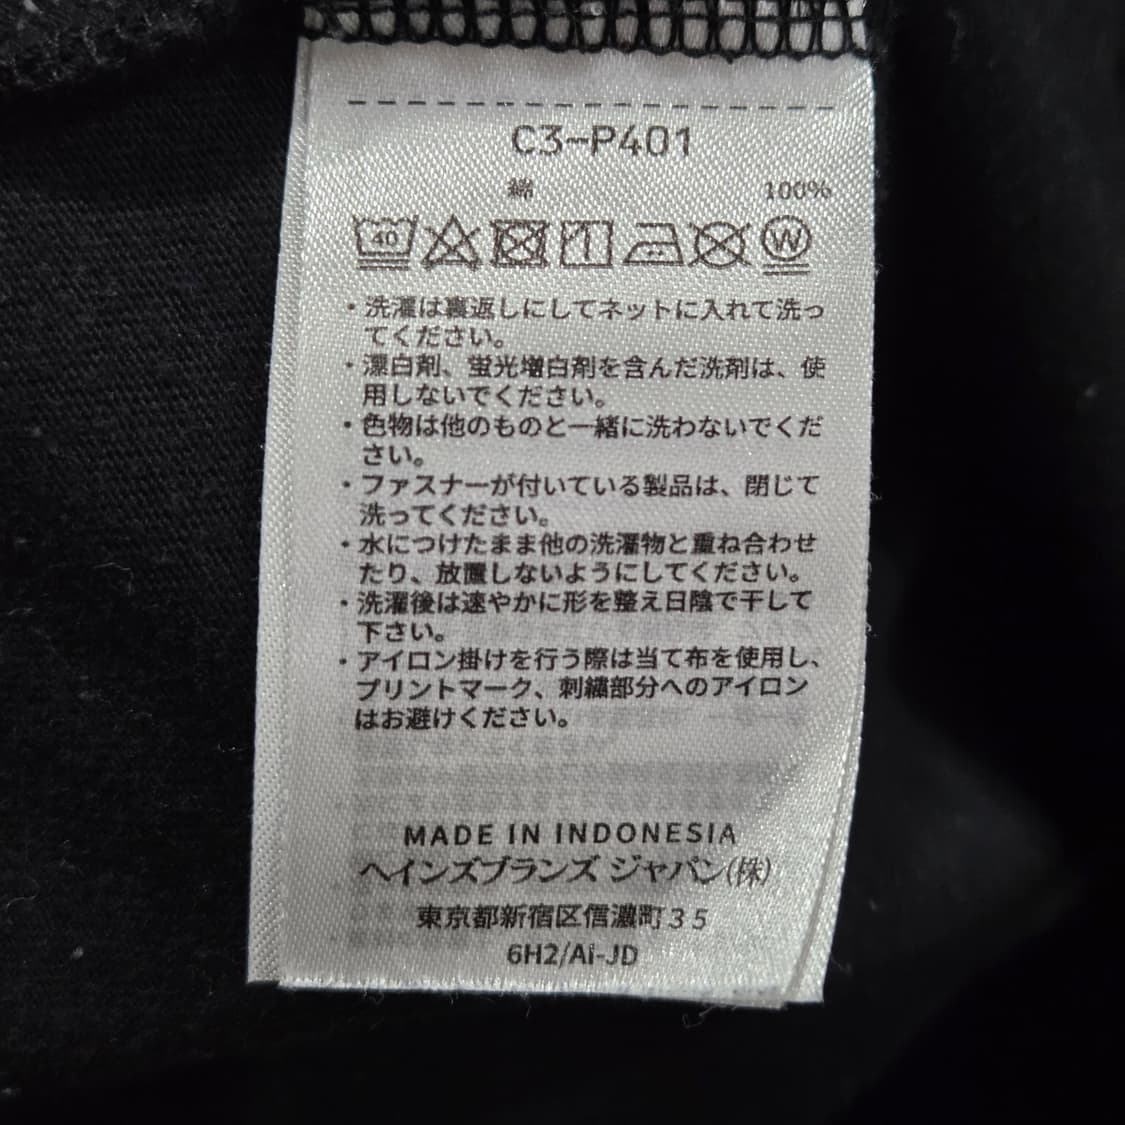 C3-P401
綿 100%
40 W
・洗濯は裏返しにしてネットに入れて洗っ
てください。
・漂白剤、蛍光増白剤を含んだ洗剤は、使
用しないでください。
・色物は他のものと一緒に洗わないでくだ
さい。
・ファスナーが付いている製品は、閉じて
洗ってください。
・水につけたまま他の洗濯物と重ね合わせ
たり、放置しないようにしてください。
・洗濯後は速やかに形を整え日陰で干して
下さい。
・アイロン掛けを行う際は当て布を使用し、
プリントマーク、刺繍部分へのアイロン
はお避けください。
MADE IN INDONESIA
ヘインズブランズ ジャパン(株)
東京都新宿区信濃町35
6H2/AI-JD